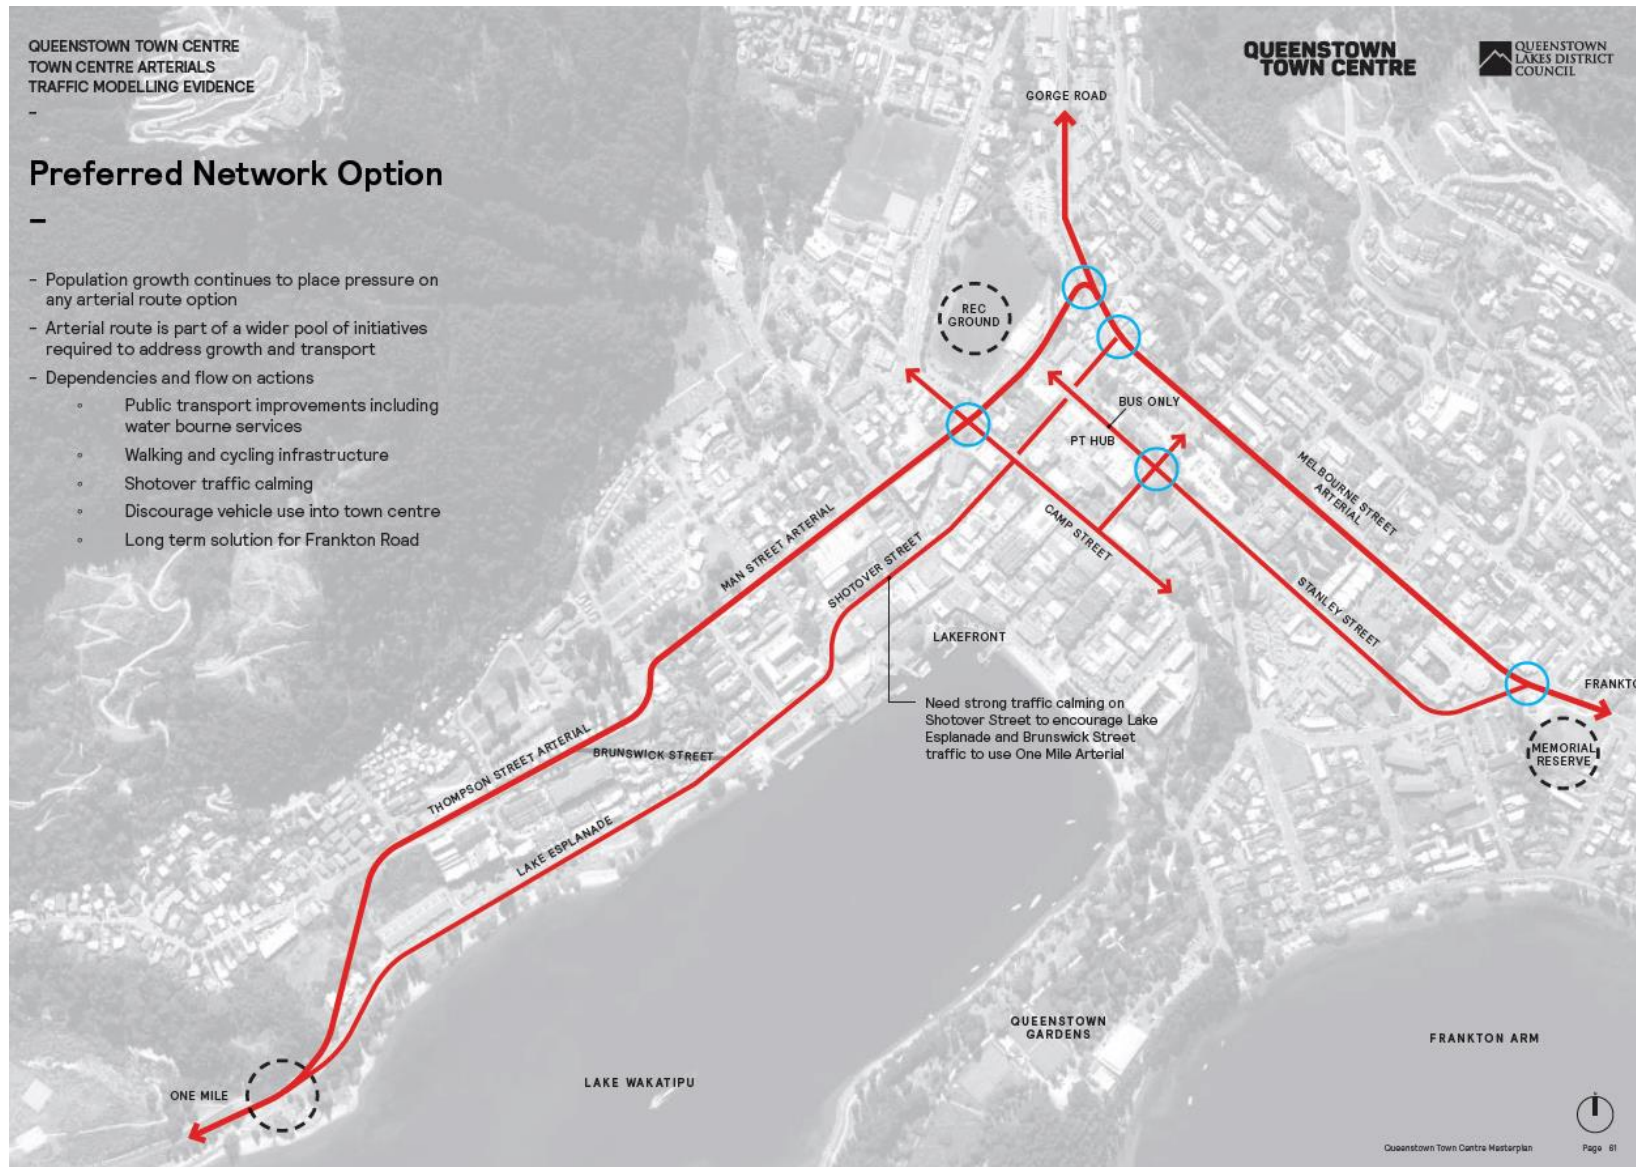 QUEENSTOWN TOWN CENTRE
TOWN CENTRE ARTERIALS
TRAFFIC MODELLING EVIDENCE
–
QUEENSTOWN
TOWN CENTRE
QUEENSTOWN
LAKES DISTRICT
COUNCIL
Preferred Network Option
–
– Population growth continues to place pressure on
any arterial route option
– Arterial route is part of a wider pool of initiatives
required to address growth and transport
– Dependencies and flow on actions
° Public transport improvements including
water bourne services
° Walking and cycling infrastructure
° Shotover traffic calming
° Discourage vehicle use into town centre
° Long term solution for Frankton Road
GORGE ROAD
REC
GROUND
BUS ONLY
PT HUB
MELBOURNE STREET
ARTERIAL
MAN STREET ARTERIAL
CAMP STREET
SHOTOVER STREET
STANLEY STREET
LAKEFRONT
FRANKTO
Need strong traffic calming on
Shotover Street to encourage Lake
Esplanade and Brunswick Street
traffic to use One Mile Arterial
MEMORIAL
RESERVE
THOMPSON STREET ARTERIAL
BRUNSWICK STREET
LAKE ESPLANADE
QUEENSTOWN
GARDENS
FRANKTON ARM
LAKE WAKATIPU
ONE MILE
Queenstown Town Centre Masterplan
Page 61